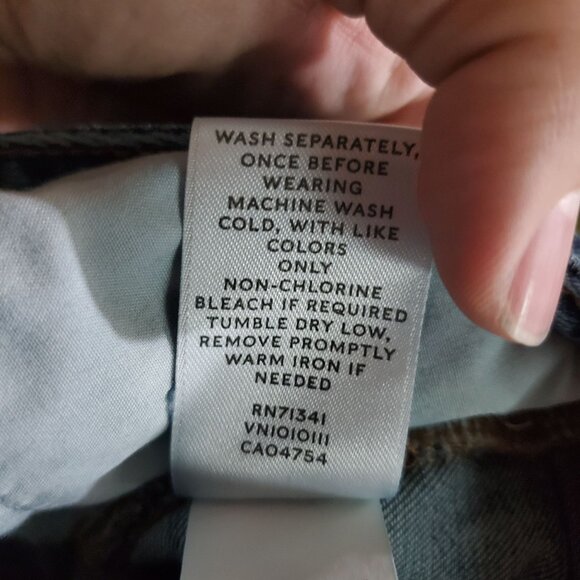 WASH SEPARATELY,
ONCE BEFORE
WEARING
MACHINE WASH
COLD, WITH LIKE
COLORS
ONLY
NON-CHLORINE
BLEACH IF REQUIRED
TUMBLE DRY LOW,
REMOVE PROMPTLY
WARM IRON IF
NEEDED
RN71341
VN1010111
CA04754